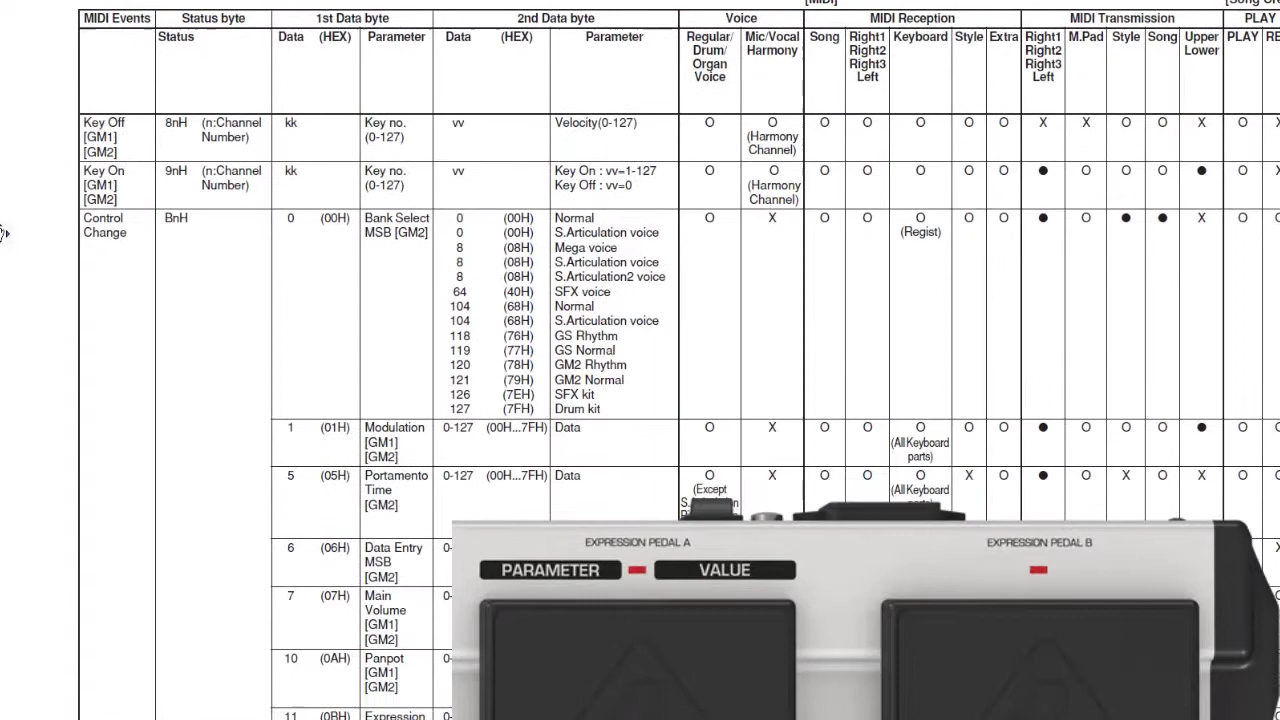 [MIDI]
MIDI Events Status byte 1st Data byte 2nd Data byte Voice MIDI Reception MIDI Transmission PLAY
Status Data (HEX) Parameter Data (HEX) Parameter Regular/ Mic/Vocal Song Right1 Keyboard Style Extra Right1 M.Pad Style Song Upper PLAY
Drum/ Harmony Right2 Right2 Lower
Organ Right3 Right3
Voice Left Left
Key Off 8nH (n:Channel kk Key no. vv Velocity(0-127) O O O O O O O X X O O X O
[GM1] Number) (0-127) (Harmony
[GM2] Channel)
Key On 9nH (n:Channel kk Key no. vv Key On : vv=1-127 O O O O O O O ● O O O ● O
[GM1] Number) (0-127) Key Off : vv=0 (Harmony
[GM2] Channel)
Control BnH 0 (00H) Bank Select 0 (00H) Normal O X O O O O O ● O ● ● X O
Change MSB [GM2] 0 (00H) S.Articulation voice (Regist)
8 (08H) Mega voice
8 (08H) S.Articulation voice
8 (08H) S.Articulation2 voice
64 (40H) SFX voice
104 (68H) Normal
104 (68H) S.Articulation voice
118 (76H) GS Rhythm
119 (77H) GS Normal
120 (78H) GM2 Rhythm
121 (79H) GM2 Normal
126 (7EH) SFX kit
127 (7FH) Drum kit
1 (01H) Modulation 0-127 (00H...7FH) Data O X O O O O O ● O O O ● O
[GM1] (All Keyboard
[GM2] parts)
5 (05H) Portamento 0-127 (00H...7FH) Data O X O O O X O ● O X O X O
Time (Except (All Keyboard
[GM2]
6 (06H) Data Entry
MSB
[GM2]
7 (07H) Main
Volume
[GM1]
[GM2]
10 (0AH) Panpot
[GM1]
[GM2]
11 (0BH) Expression
EXPRESSION PEDAL A EXPRESSION PEDAL B
PARAMETER VALUE